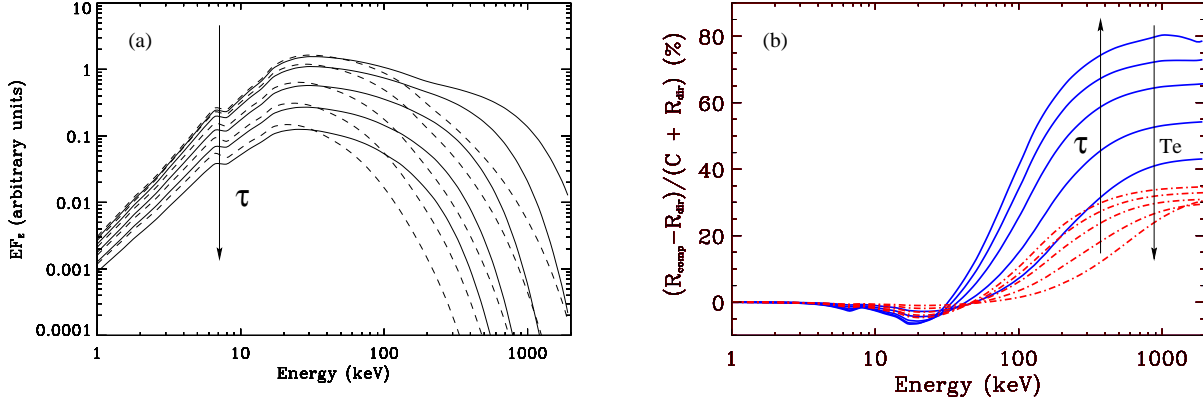 (a)
10
1
0.1
0.01
0.001
0.0001
EF_E (arbitrary units)
τ
1 10 100 1000
Energy (keV)
(b)
80
60
40
20
0
(R_comp−R_dir)/(C + R_dir) (%)
τ
Te
1 10 100 1000
Energy (keV)